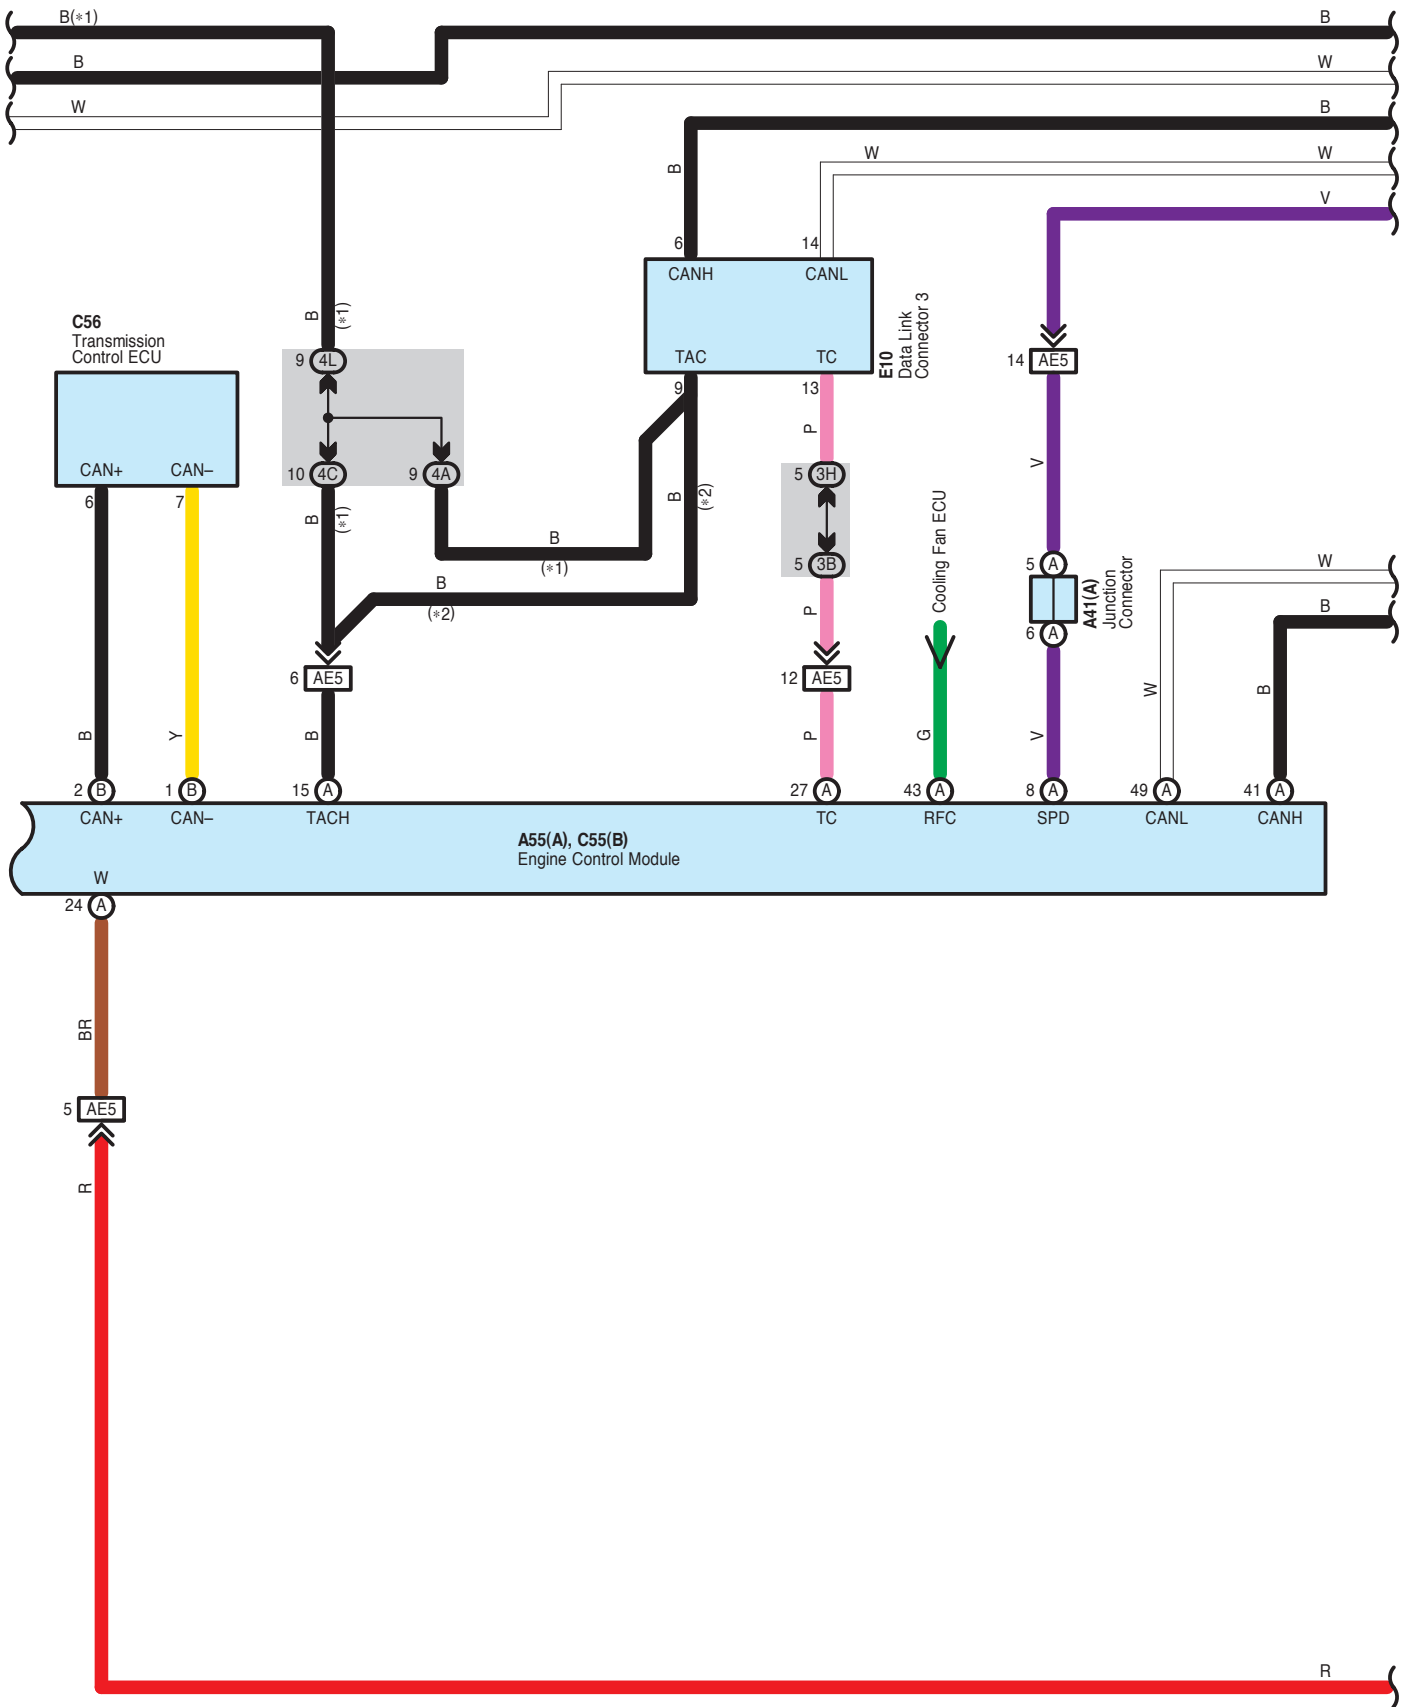 B(*1)
B
B
W
W
B
W
W
V
B
6
14
CANH
CANL
TAC
TC
E10
Data Link
Connector 3
9
13
C56
Transmission
Control ECU
CAN+
CAN–
6
7
B
(*1)
9
4L
10
4C
9
4A
14
AE5
P
V
B
(*1)
B
(*2)
5
3H
5
3B
B
(*1)
B
(*2)
P
Cooling Fan ECU
5
A
6
A
A41(A)
Junction
Connector
W
B
6
AE5
12
AE5
B
Y
B
P
G
V
W
B
2
B
1
B
15
A
27
A
43
A
8
A
49
A
41
A
CAN+
CAN–
TACH
TC
RFC
SPD
CANL
CANH
A55(A), C55(B)
Engine Control Module
W
24
A
BR
5
AE5
R
R